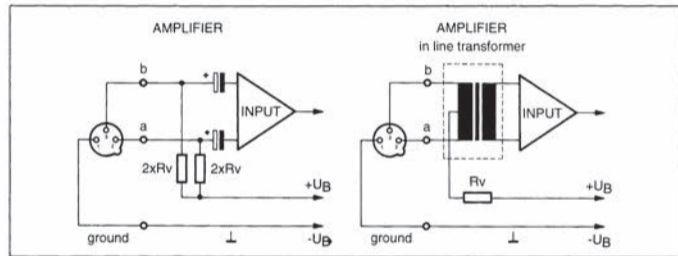 AMPLIFIER
b
+
INPUT
a
+
2xRv
2xRv
+UB
ground
⊥
-UB
AMPLIFIER
in line transformer
b
INPUT
a
Rv
+UB
ground
⊥
-UB